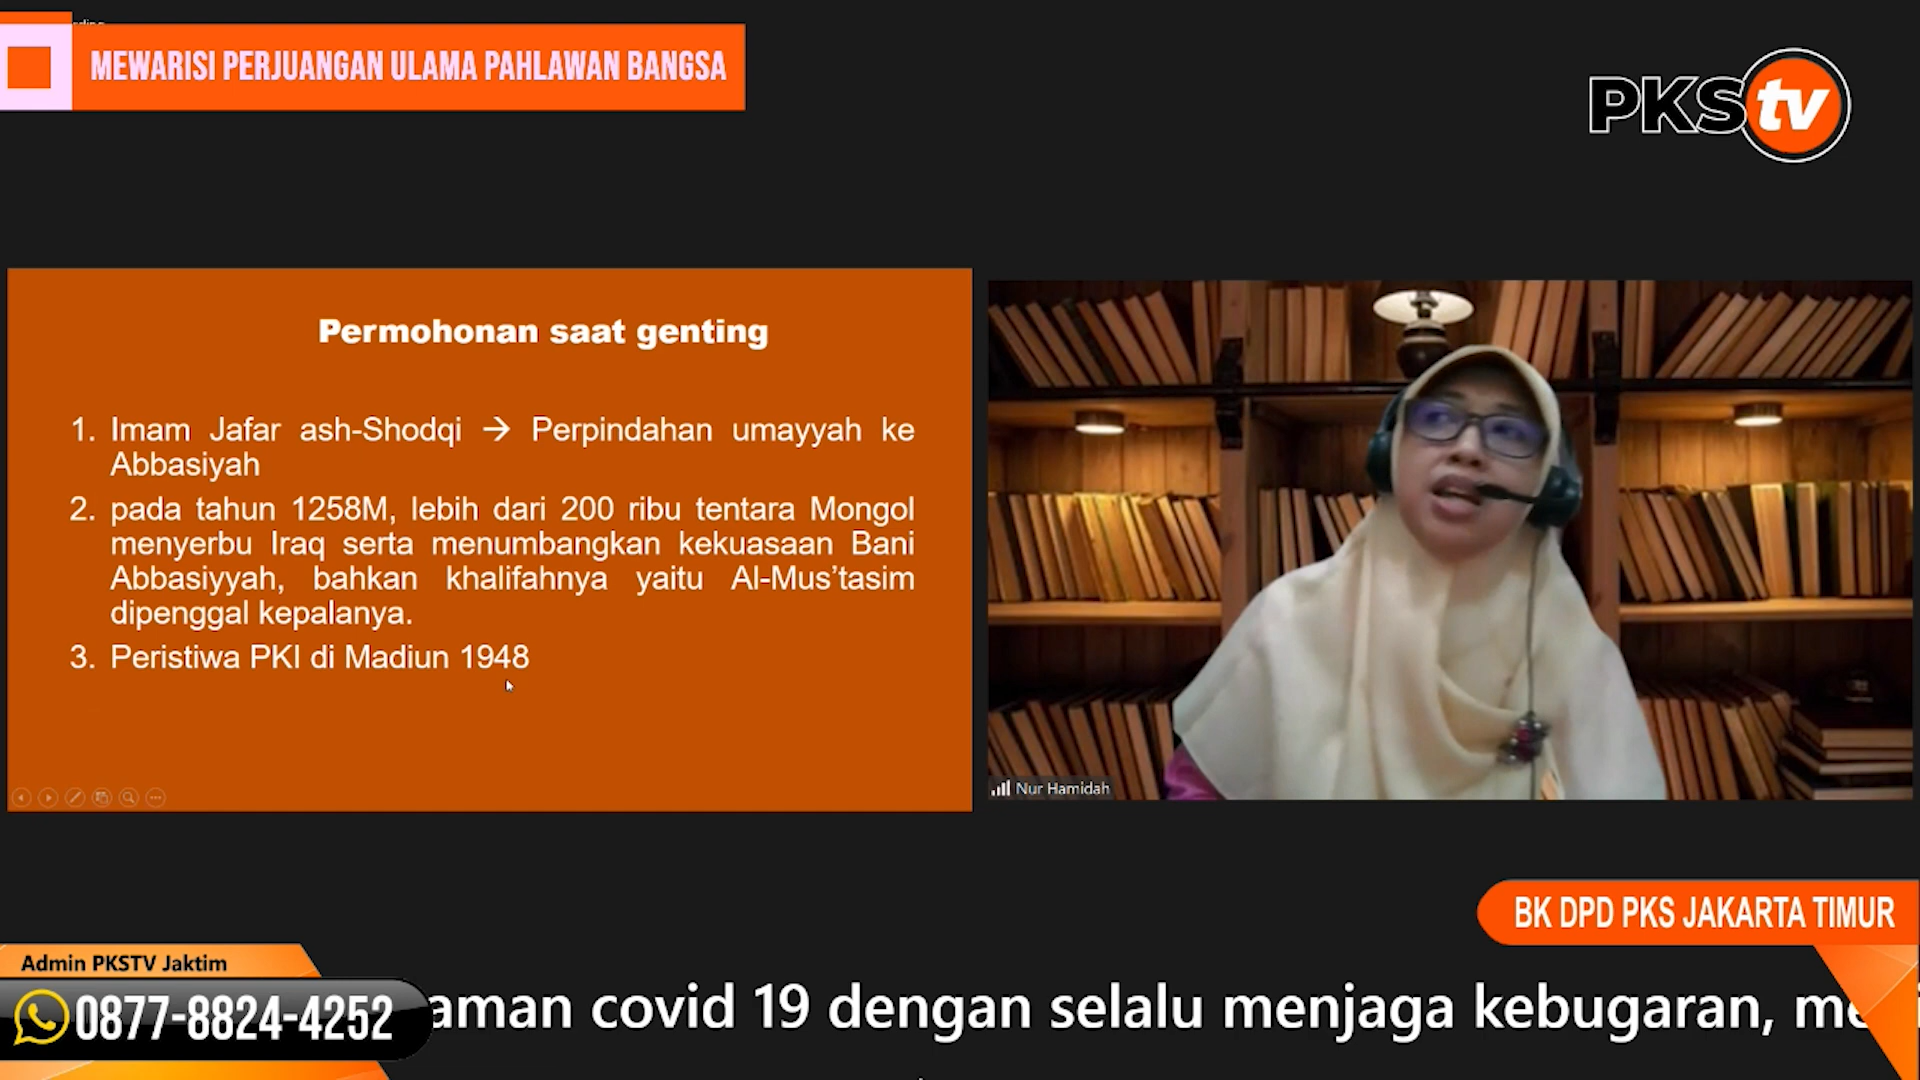 MEWARISI PERJUANGAN ULAMA PAHLAWAN BANGSA
PKS tv
Permohonan saat genting
1. Imam Jafar ash-Shodqi → Perpindahan umayyah ke
Abbasiyah
2. pada tahun 1258M, lebih dari 200 ribu tentara Mongol
menyerbu Iraq serta menumbangkan kekuasaan Bani
Abbasiyyah, bahkan khalifahnya yaitu Al-Mus’tasim
dipenggal kepalanya.
3. Peristiwa PKI di Madiun 1948
Nur Hamidah
BK DPD PKS JAKARTA TIMUR
Admin PKSTV Jaktim
0877-8824-4252
aman covid 19 dengan selalu menjaga kebugaran, me